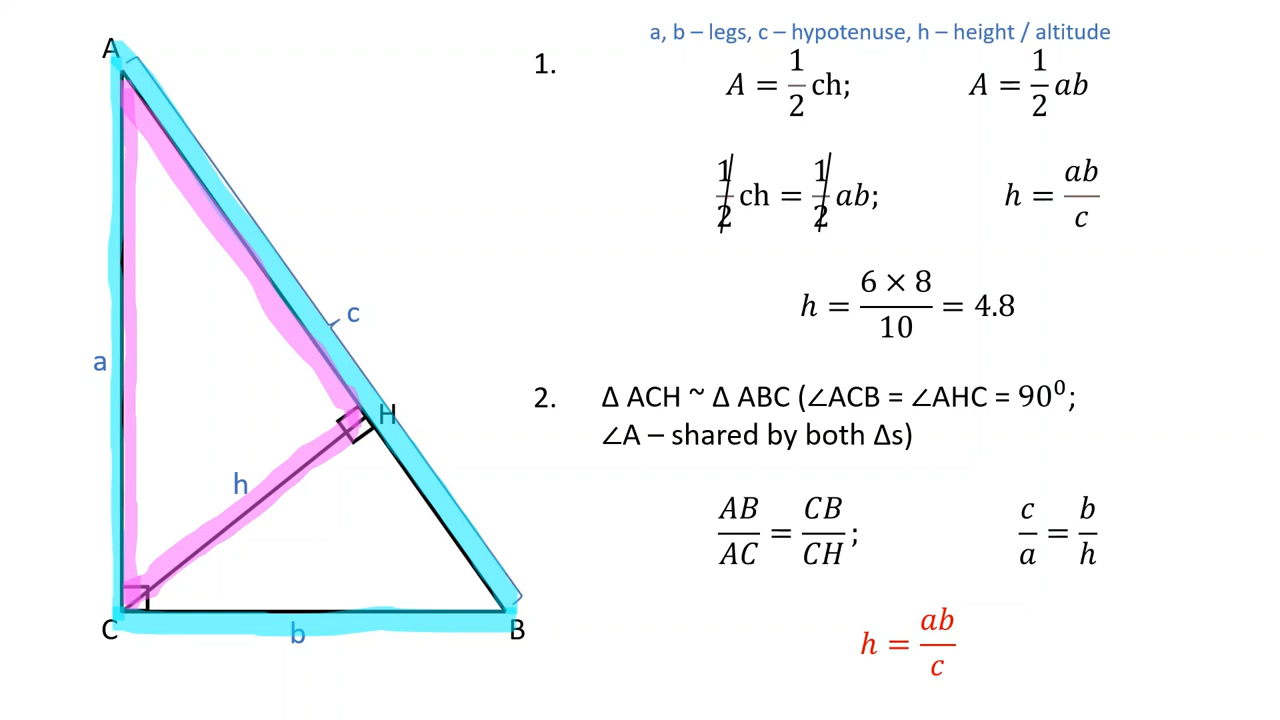 a, b – legs, c – hypotenuse, h – height / altitude
1.
A = 1/2 ch; A = 1/2 ab
1/2 ch = 1/2 ab; h = ab/c
h = 6 × 8/10 = 4.8
2. Δ ACH ~ Δ ABC (∠ACB = ∠AHC = 90⁰;
∠A – shared by both Δs)
AB/AC = CB/CH; c/a = b/h
h = ab/c
A
c
a
H
h
C
b
B